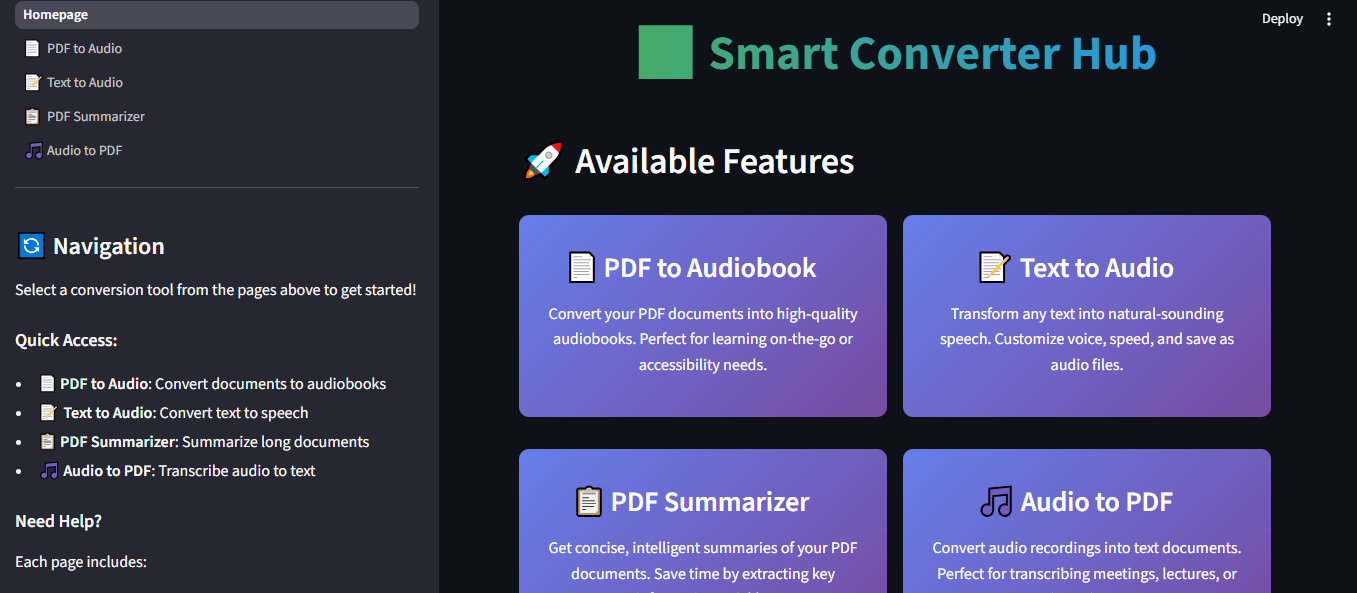 Homepage
PDF to Audio
Text to Audio
PDF Summarizer
Audio to PDF
Navigation
Select a conversion tool from the pages above to get started!
Quick Access:
• PDF to Audio: Convert documents to audiobooks
• Text to Audio: Convert text to speech
• PDF Summarizer: Summarize long documents
• Audio to PDF: Transcribe audio to text
Need Help?
Each page includes:
Deploy
Smart Converter Hub
Available Features
PDF to Audiobook
Convert your PDF documents into high-quality
audiobooks. Perfect for learning on-the-go or
accessibility needs.
Text to Audio
Transform any text into natural-sounding
speech. Customize voice, speed, and save as
audio files.
PDF Summarizer
Get concise, intelligent summaries of your PDF
documents. Save time by extracting key
Audio to PDF
Convert audio recordings into text documents.
Perfect for transcribing meetings, lectures, or